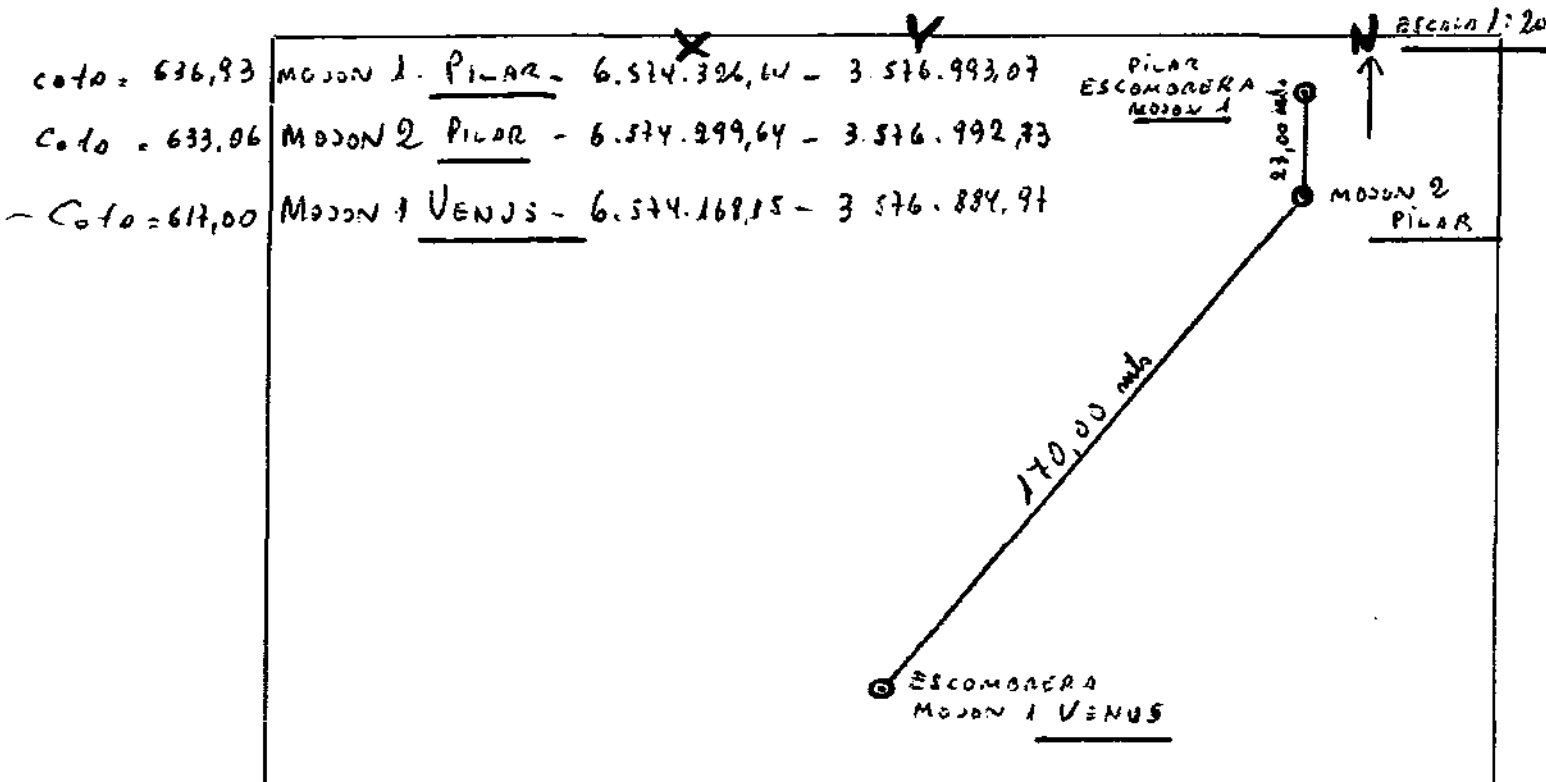 X Y N ESCALA 1:20
cota = 636,93 MOJON 1. PILAR - 6.574.326,64 - 3.576.993,07
Cota = 633,06 MOJON 2 PILAR - 6.574.299,64 - 3.576.992,73
- Cota = 617,00 MOJON 1 VENUS - 6.574.168,15 - 3 576.884,97
PILAR
ESCOMBRERA
MOJON 1
27,00 mts
MOJON 2
PILAR
170,00 mts
ESCOMBRERA
MOJON 1 VENUS